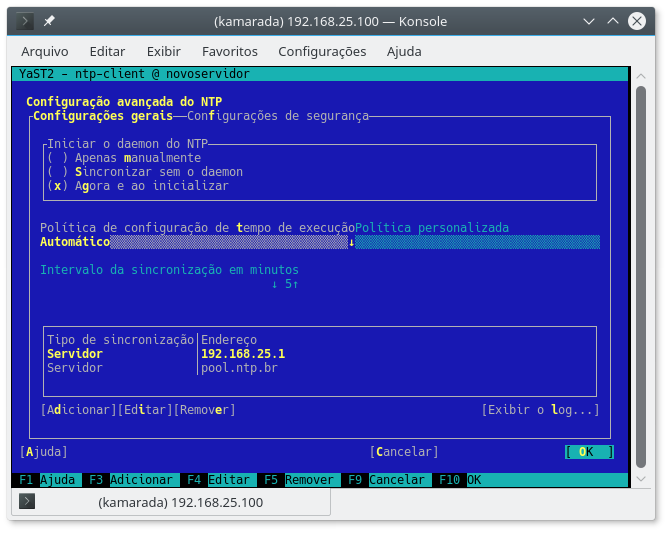 (kamarada) 192.168.25.100 — Konsole
Arquivo Editar Exibir Favoritos Configurações Ajuda
YaST2 - ntp-client @ novoservidor
Configuração avançada do NTP
Configurações gerais──Configurações de segurança
Iniciar o daemon do NTP
( ) Apenas manualmente
( ) Sincronizar sem o daemon
(x) Agora e ao inicializar
Política de configuração de tempo de execuçãoPolítica personalizada
Automático ↓
Intervalo da sincronização em minutos
↓ 5↑
Tipo de sincronização│Endereço
Servidor │192.168.25.1
Servidor │pool.ntp.br
[Adicionar][Editar][Remover] [Exibir o log...]
[Ajuda] [Cancelar] [ OK ]
F1 Ajuda F3 Adicionar F4 Editar F5 Remover F9 Cancelar F10 OK
(kamarada) 192.168.25.100